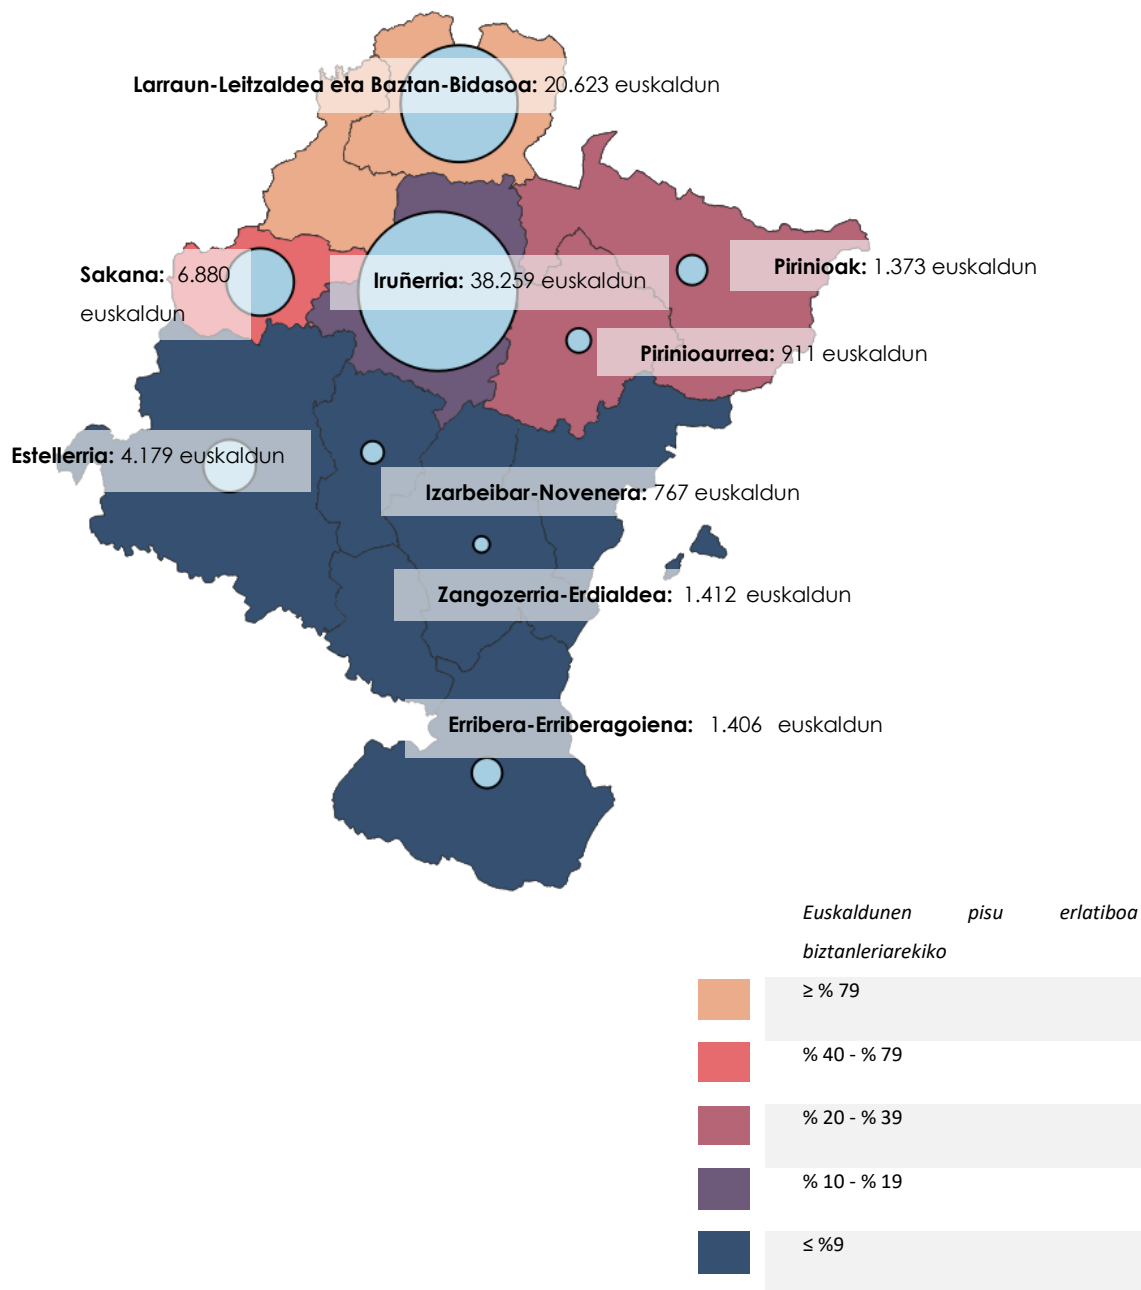 Larraun-Leitzaldea eta Baztan-Bidasoa: 20.623 euskaldun
Sakana: 6.880
euskaldun
Iruñerria: 38.259 euskaldun
Pirinioak: 1.373 euskaldun
Pirinioaurrea: 911 euskaldun
Estellerria: 4.179 euskaldun
Izarbeibar-Novenera: 767 euskaldun
Zangozerria-Erdialdea: 1.412 euskaldun
Erribera-Erriberagoiena: 1.406 euskaldun
Euskaldunen pisu erlatiboa
biztanleriarekiko
≥ % 79
% 40 - % 79
% 20 - % 39
% 10 - % 19
≤ %9